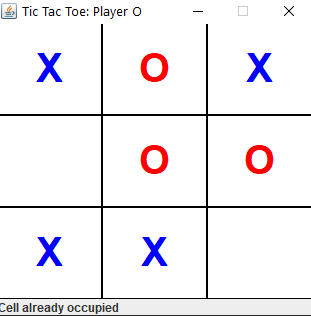 Tic Tac Toe: Player O
X O X
O O
X X
Cell already occupied